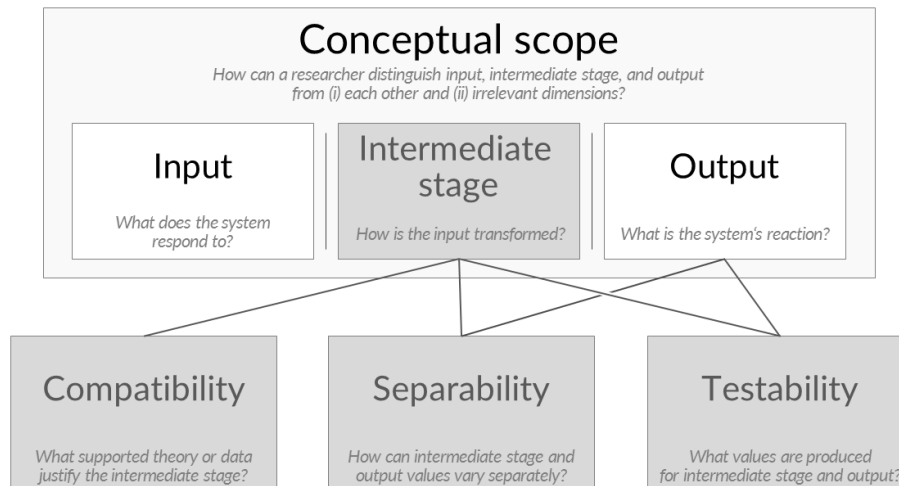 Conceptual scope
How can a researcher distinguish input, intermediate stage, and output
from (i) each other and (ii) irrelevant dimensions?
Input
What does the system
respond to?
Intermediate
stage
How is the input transformed?
Output
What is the system's reaction?
Compatibility
What supported theory or data
justify the intermediate stage?
Separability
How can intermediate stage and
output values vary separately?
Testability
What values are produced
for intermediate stage and output?